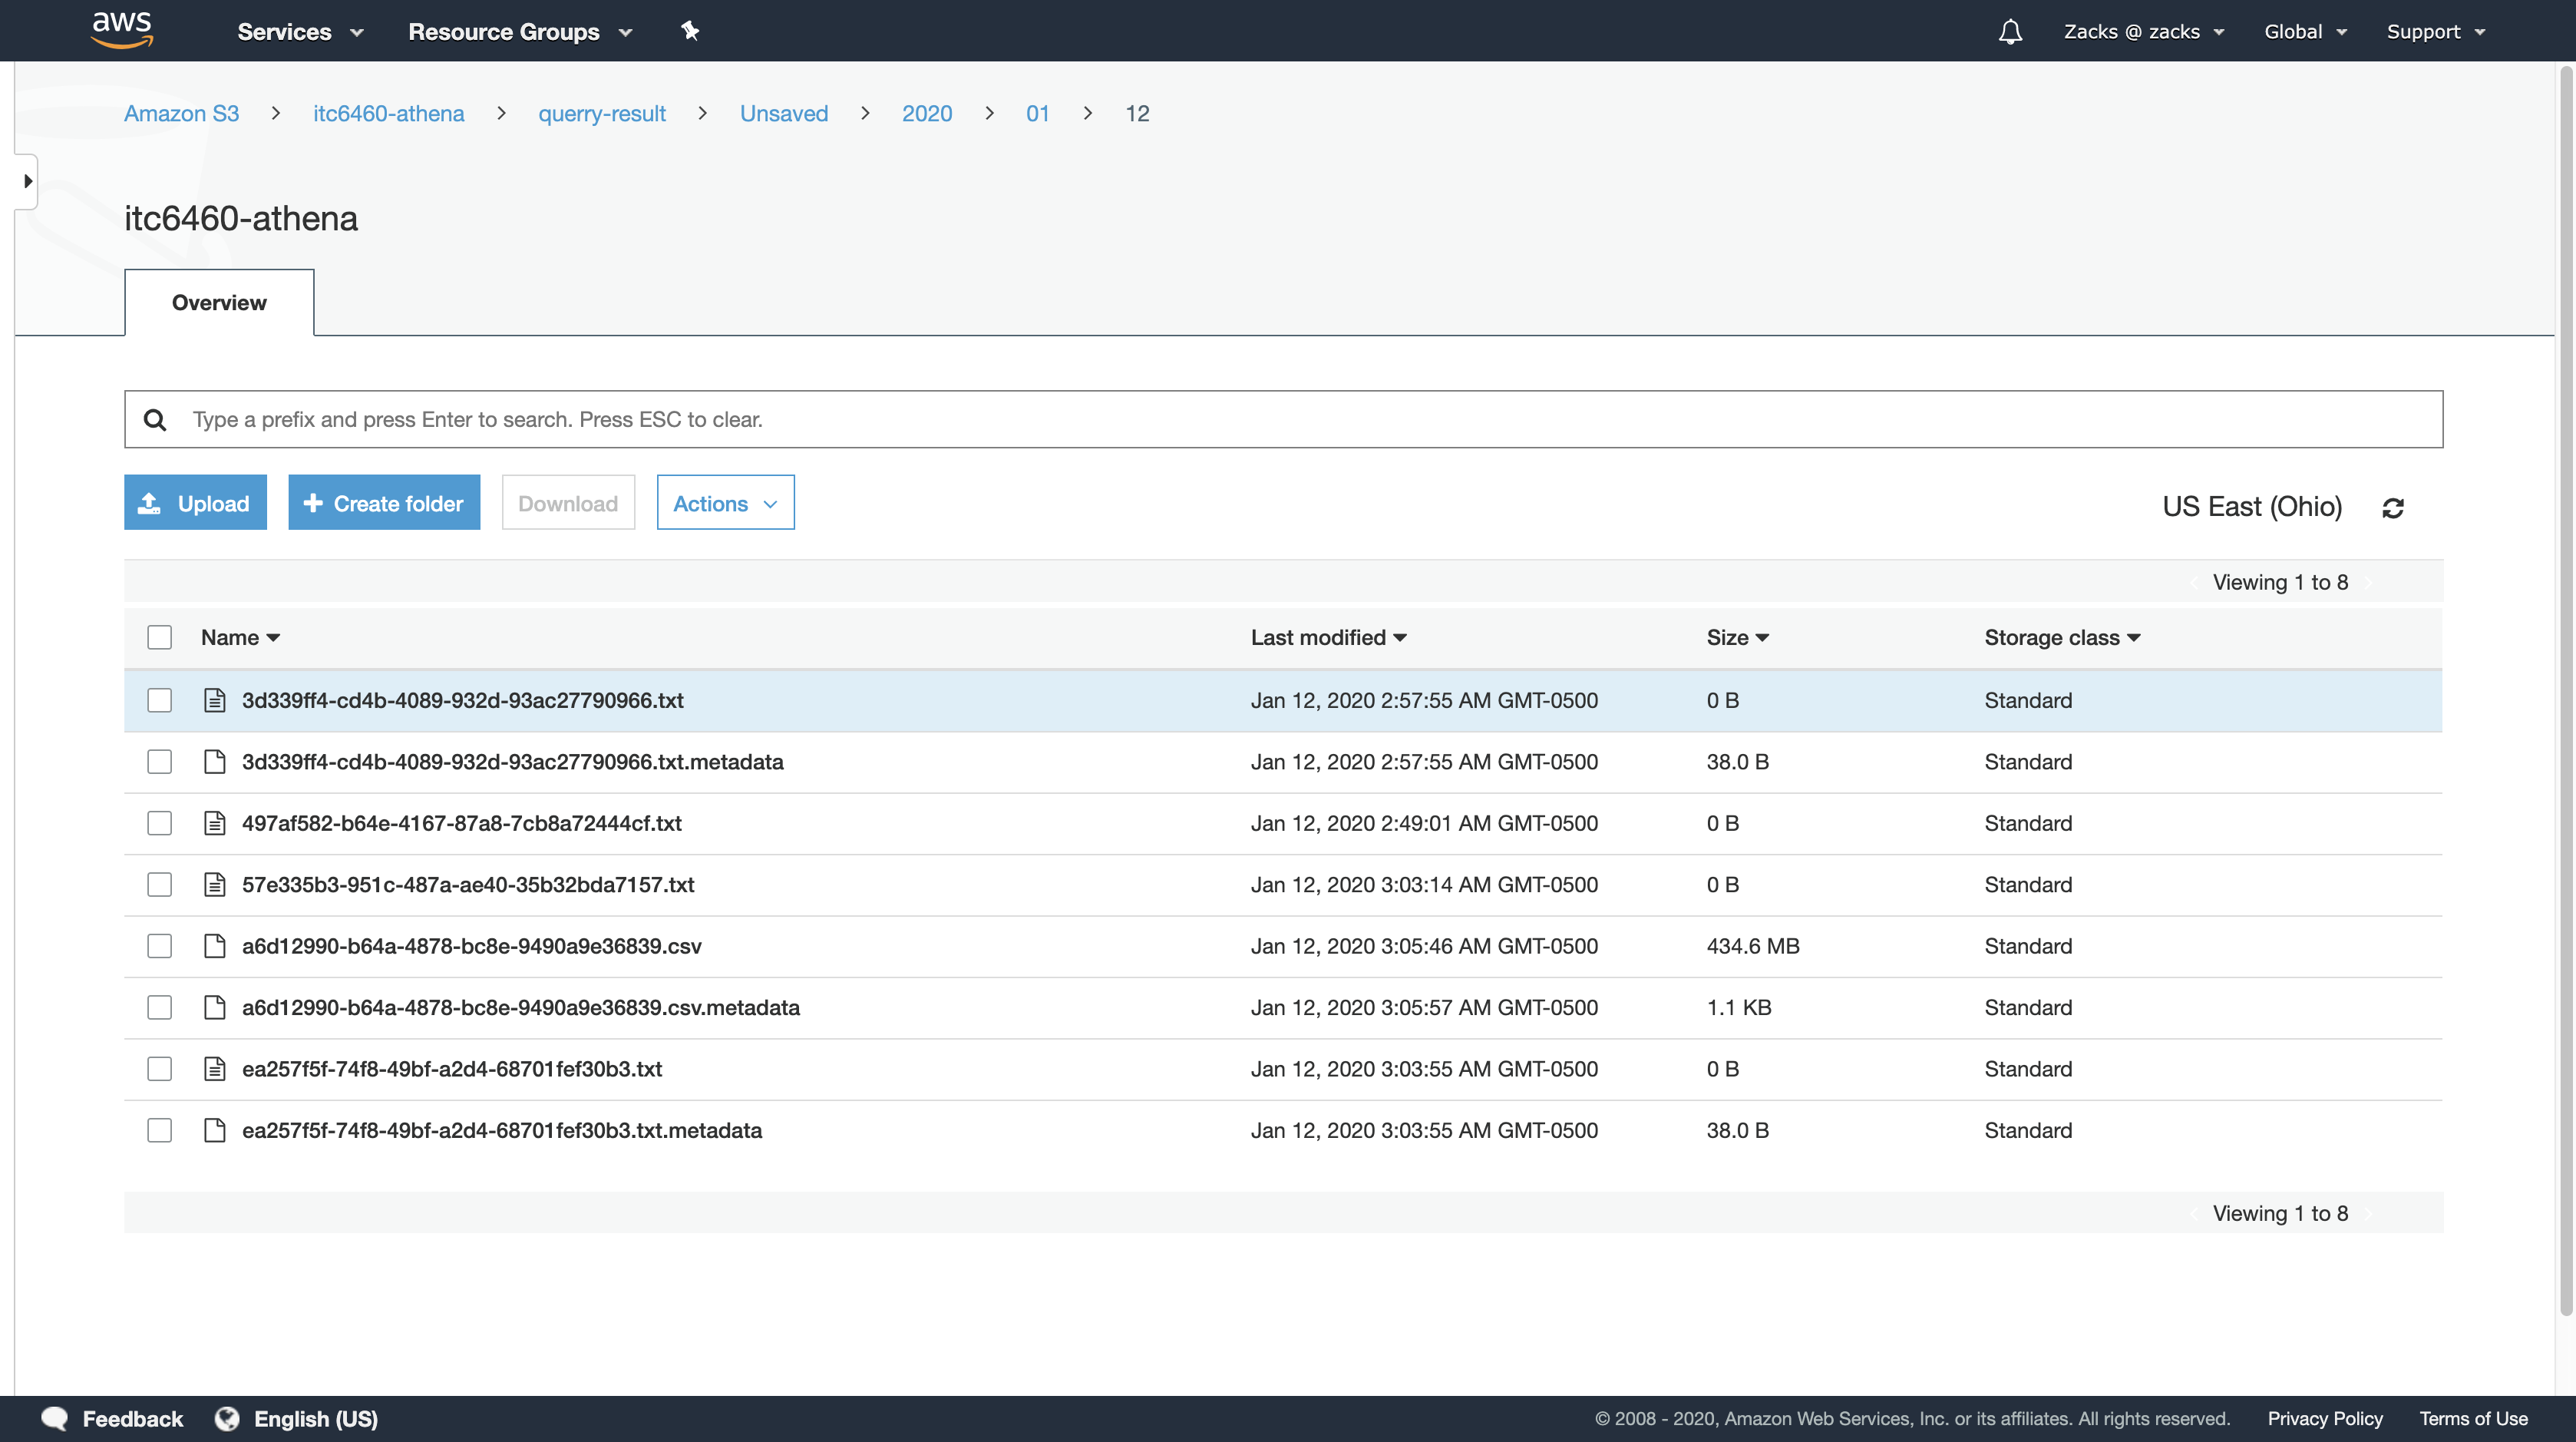 aws Services Resource Groups Zacks @ zacks Global Support
Amazon S3 > itc6460-athena > querry-result > Unsaved > 2020 > 01 > 12
itc6460-athena
Overview
Type a prefix and press Enter to search. Press ESC to clear.
Upload + Create folder Download Actions US East (Ohio)
Viewing 1 to 8
Name Last modified Size Storage class
3d339ff4-cd4b-4089-932d-93ac27790966.txt Jan 12, 2020 2:57:55 AM GMT-0500 0 B Standard
3d339ff4-cd4b-4089-932d-93ac27790966.txt.metadata Jan 12, 2020 2:57:55 AM GMT-0500 38.0 B Standard
497af582-b64e-4167-87a8-7cb8a72444cf.txt Jan 12, 2020 2:49:01 AM GMT-0500 0 B Standard
57e335b3-951c-487a-ae40-35b32bda7157.txt Jan 12, 2020 3:03:14 AM GMT-0500 0 B Standard
a6d12990-b64a-4878-bc8e-9490a9e36839.csv Jan 12, 2020 3:05:46 AM GMT-0500 434.6 MB Standard
a6d12990-b64a-4878-bc8e-9490a9e36839.csv.metadata Jan 12, 2020 3:05:57 AM GMT-0500 1.1 KB Standard
ea257f5f-74f8-49bf-a2d4-68701fef30b3.txt Jan 12, 2020 3:03:55 AM GMT-0500 0 B Standard
ea257f5f-74f8-49bf-a2d4-68701fef30b3.txt.metadata Jan 12, 2020 3:03:55 AM GMT-0500 38.0 B Standard
Viewing 1 to 8
Feedback English (US) © 2008 - 2020, Amazon Web Services, Inc. or its affiliates. All rights reserved. Privacy Policy Terms of Use